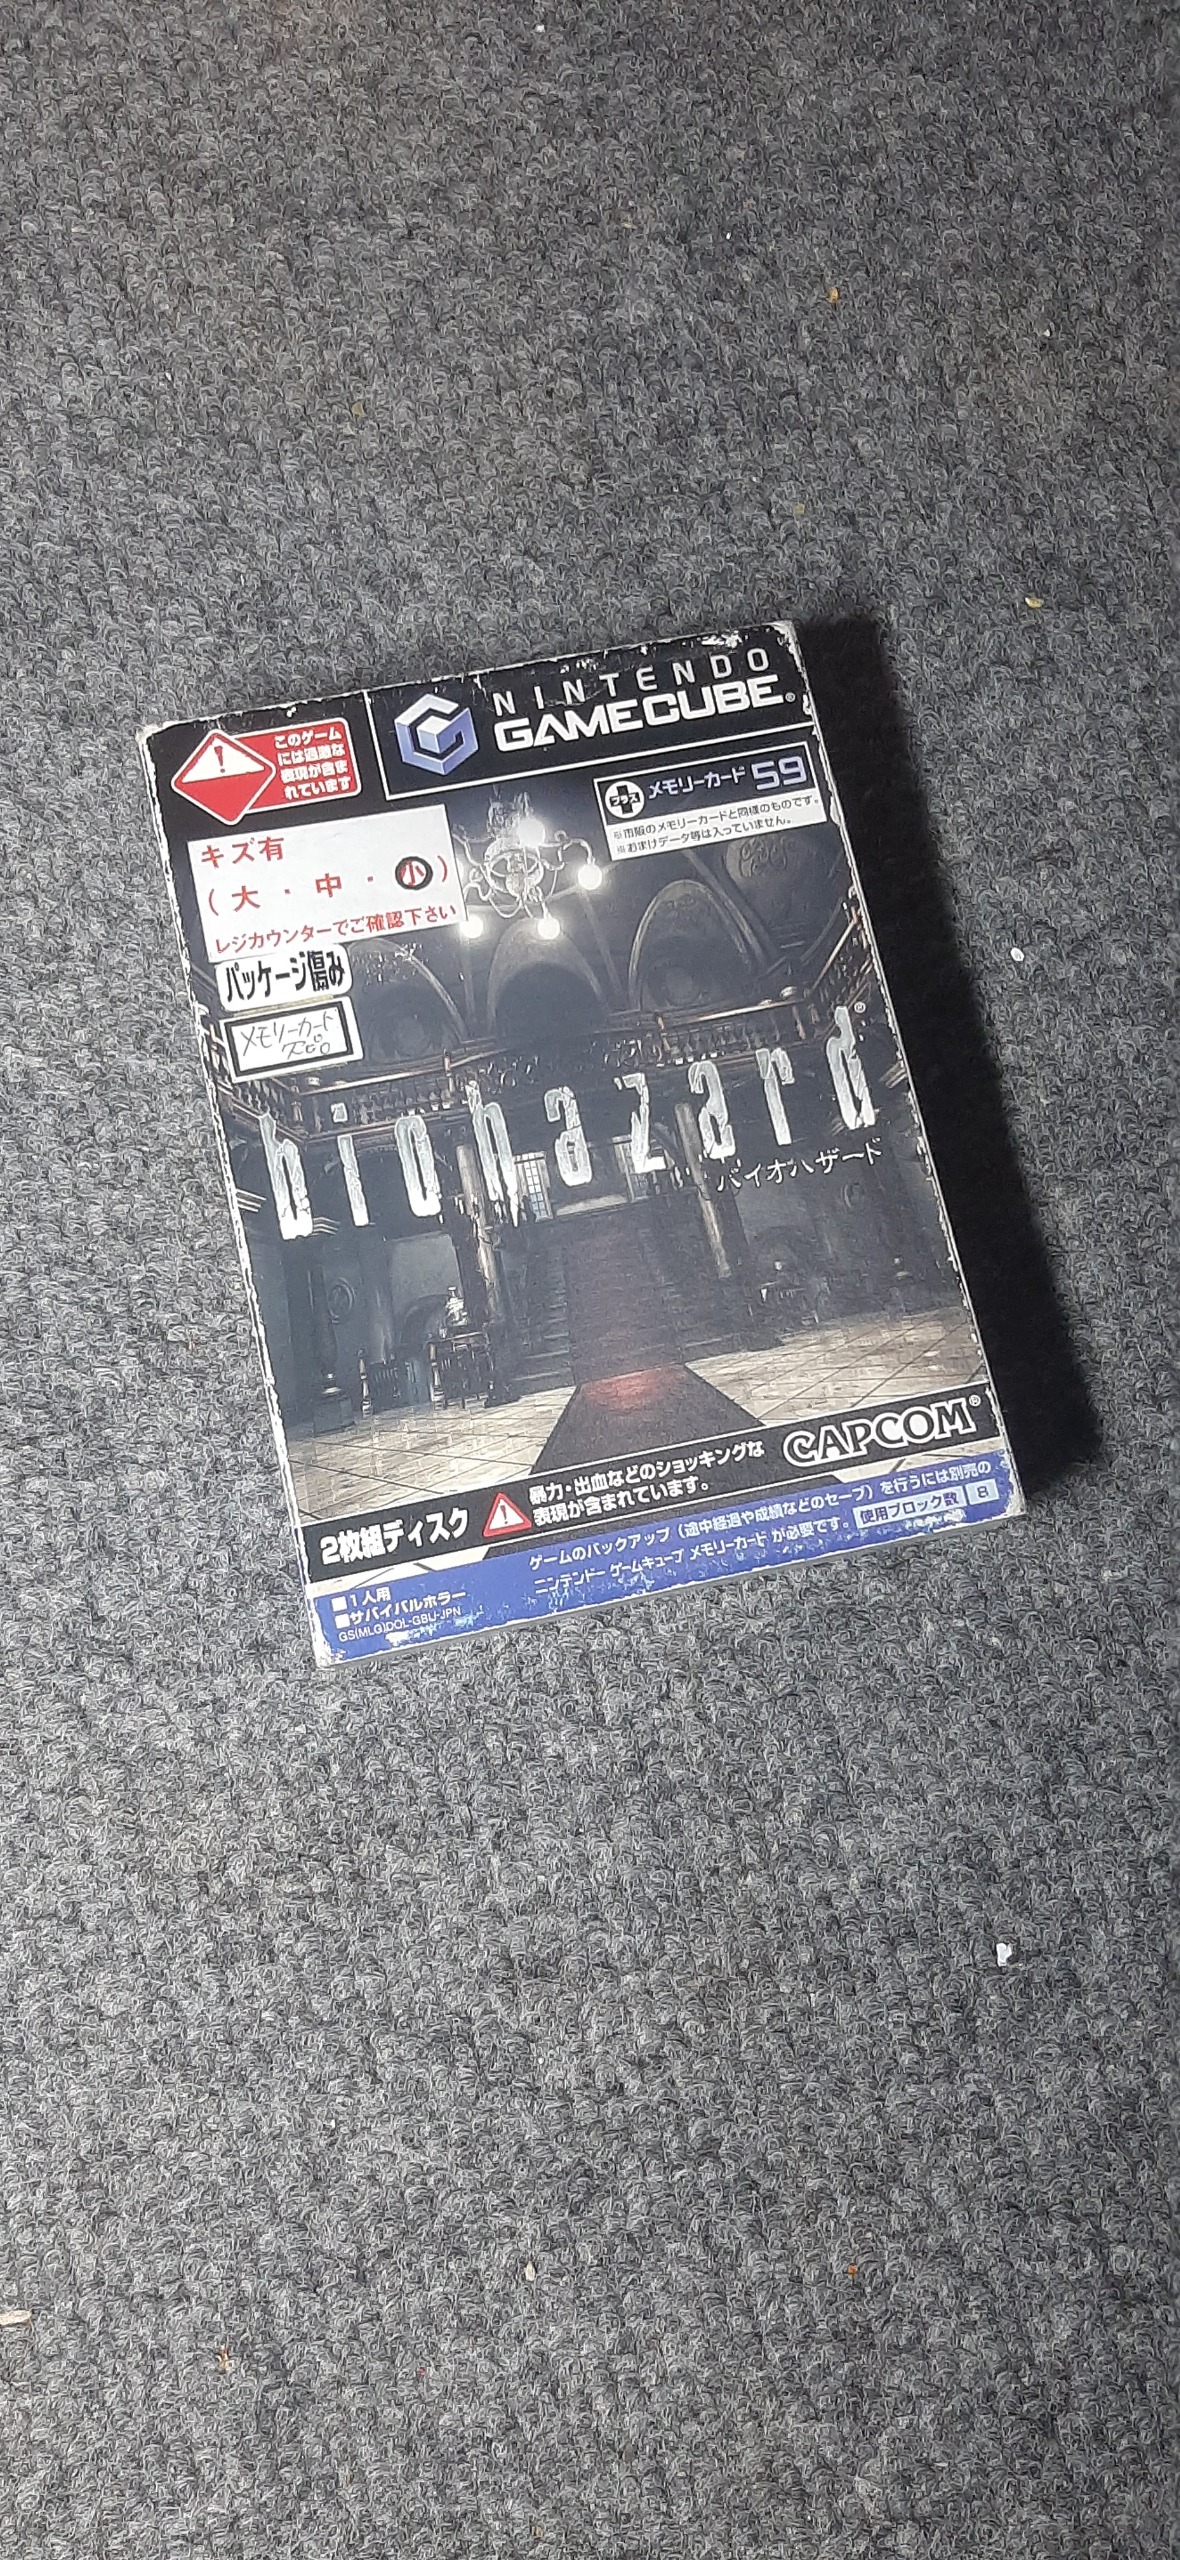 NINTENDO
GAMECUBE®
このゲーム
には過激な
表現が含ま
れています
プラス メモリーカード 59
※市販のメモリーカードと同様のものです。
※おまけデータ等は入っていません。
キズ有
(大・中・小)
レジカウンターでご確認下さい
パッケージ傷み
メモリーカード
biohazard®
バイオハザード
CAPCOM®
2枚組ディスク
暴力・出血などのショッキングな
表現が含まれています。
■1人用
■サバイバルホラー
GS(MLG)DOL-GBIJ-JPN
ゲームのバックアップ(途中経過や成績などのセーブ)を行うには別売の
ニンテンドーゲームキューブ メモリーカードが必要です。 使用ブロック数 8